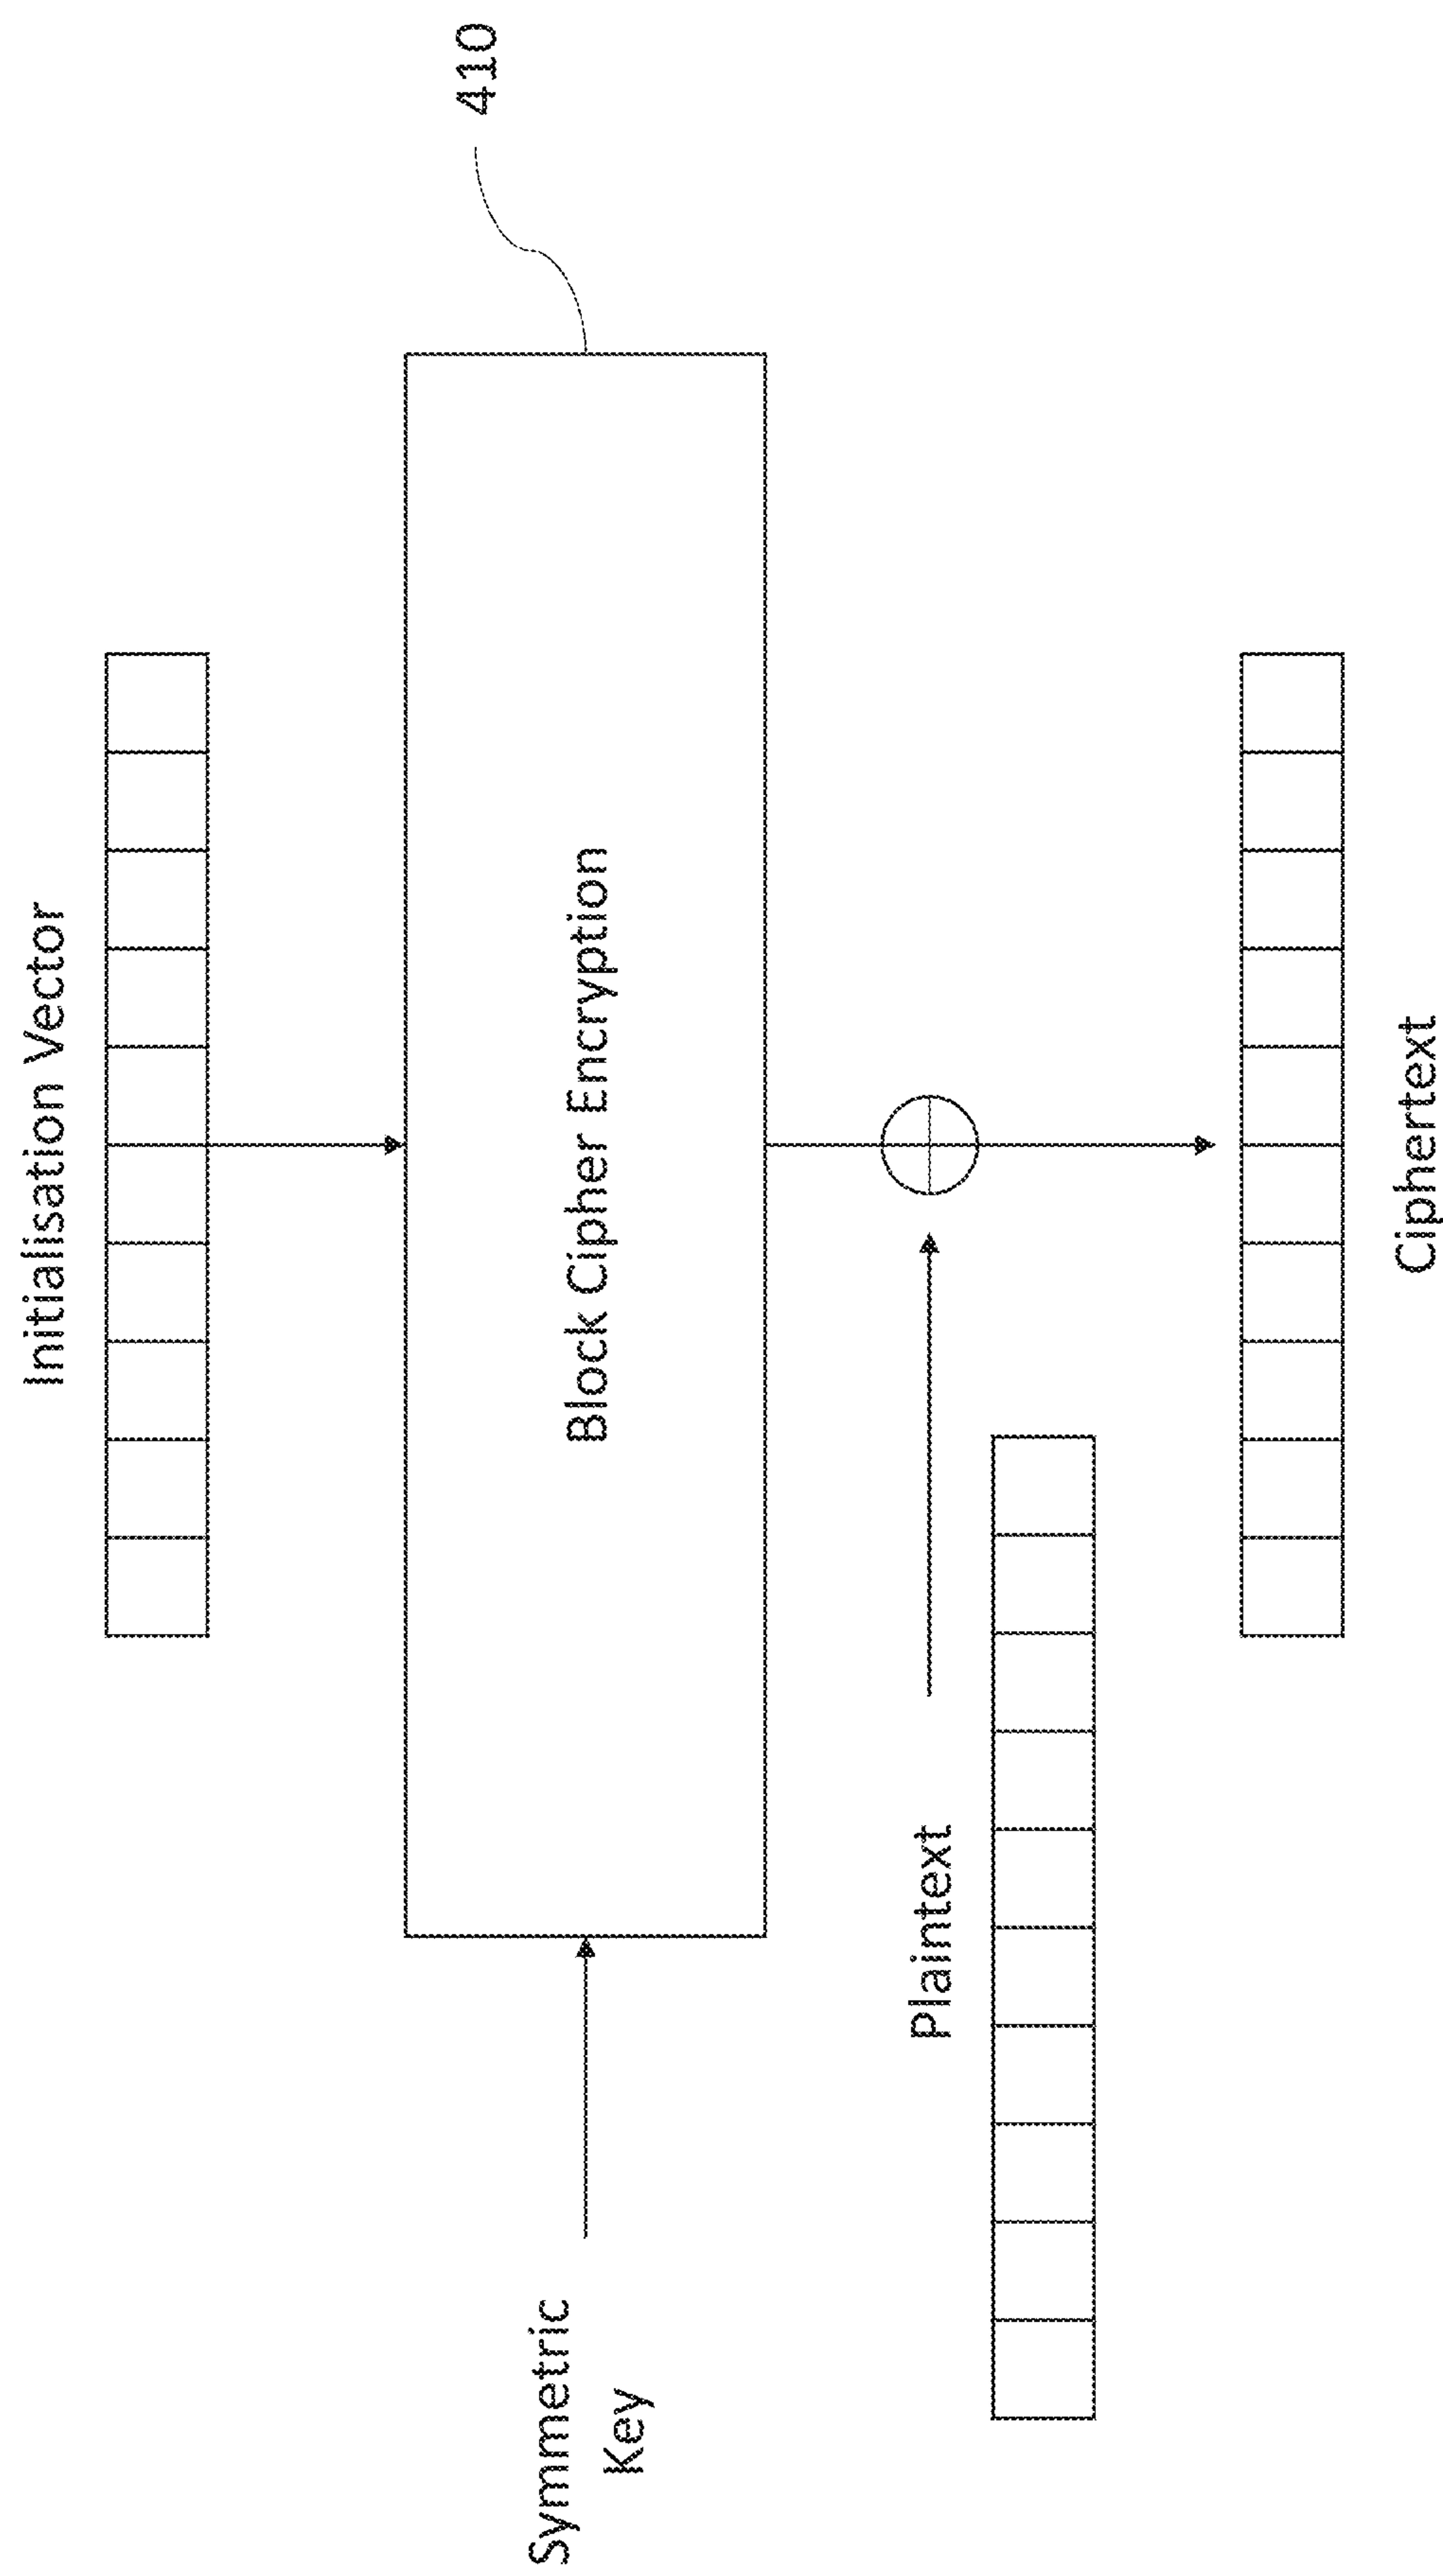 Initialisation Vector
410
Symmetric
Key
Block Cipher Encryption
Plaintext
Ciphertext